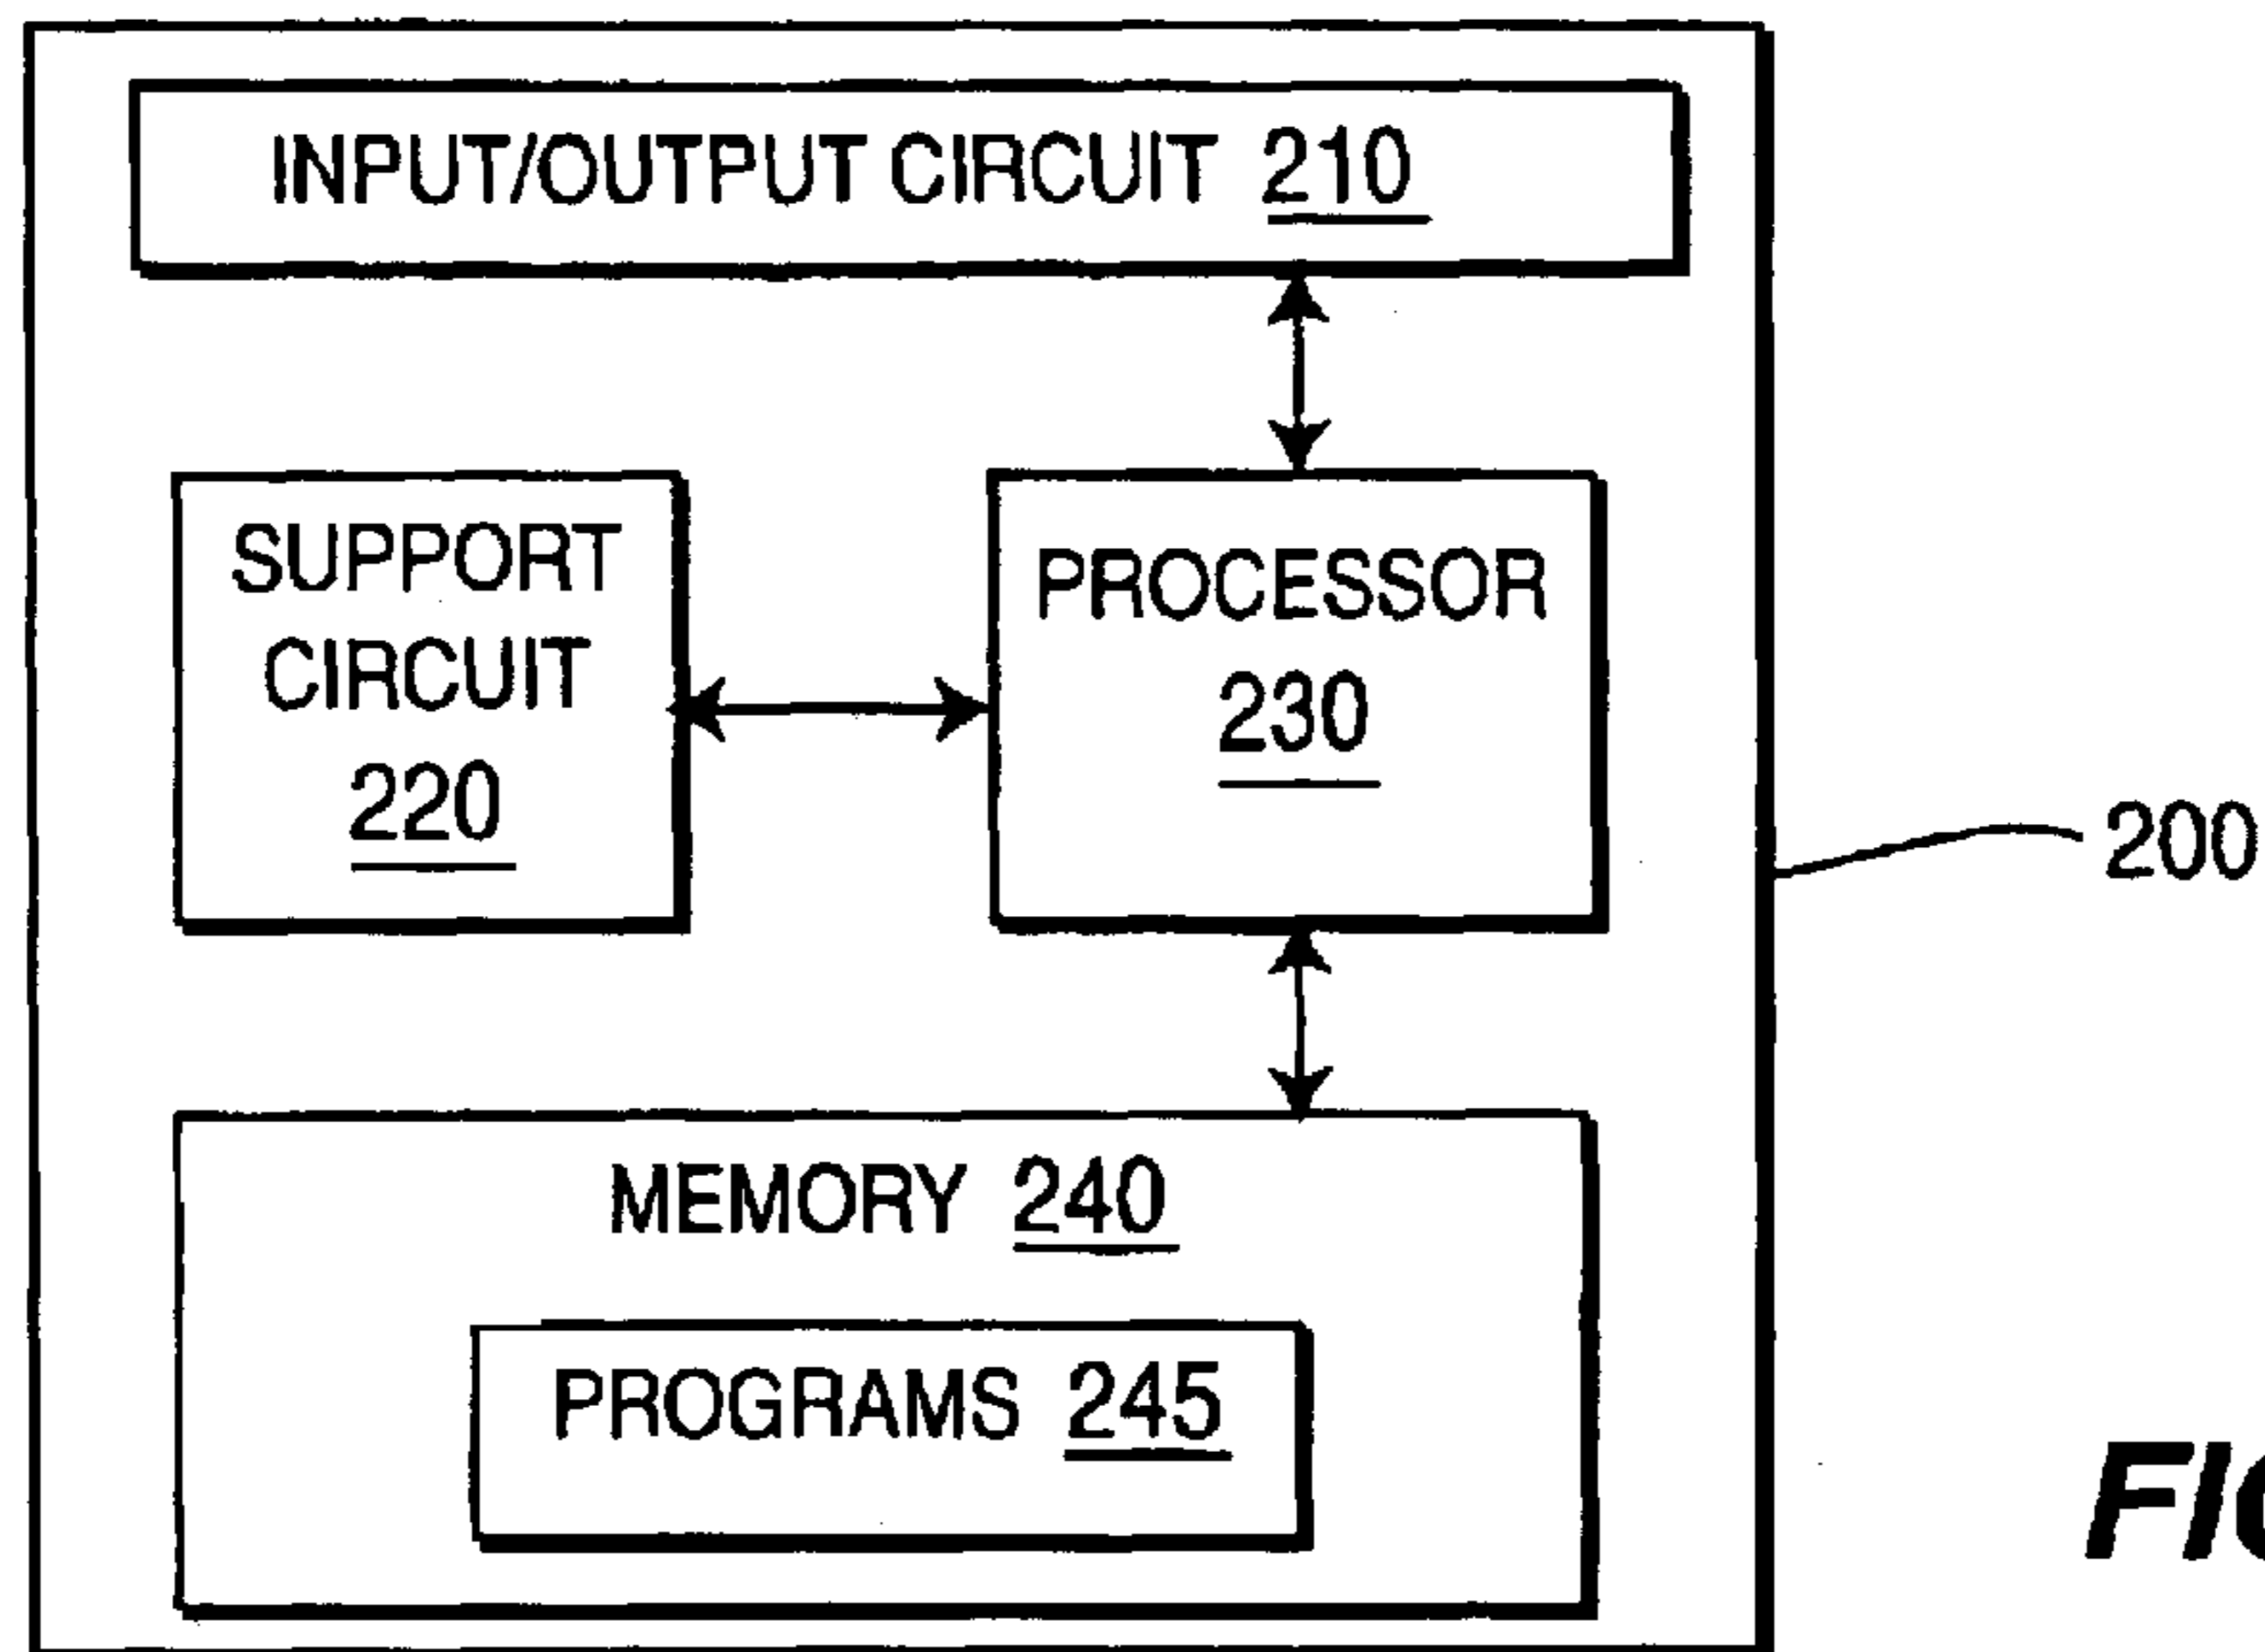 INPUT/OUTPUT CIRCUIT 210
SUPPORT
CIRCUIT
220
PROCESSOR
230
200
MEMORY 240
PROGRAMS 245